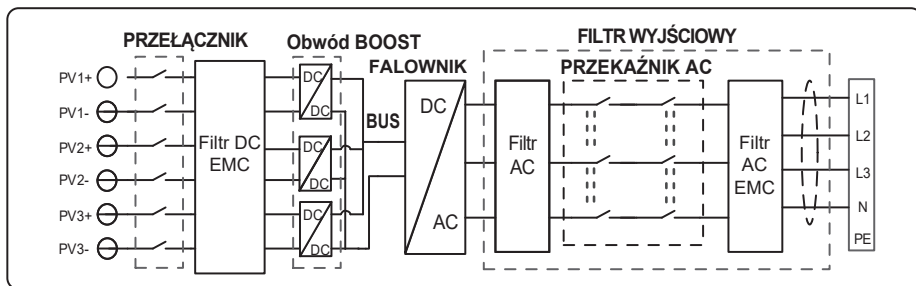 PRZEŁĄCZNIK
Obwód BOOST
FILTR WYJŚCIOWY
FALOWNIK
PRZEKAŹNIK AC
BUS
PV1+
PV1-
PV2+
PV2-
PV3+
PV3-
Filtr DC
EMC
DC
DC
DC
DC
DC
DC
DC
AC
Filtr
AC
Filtr
AC
EMC
L1
L2
L3
N
PE